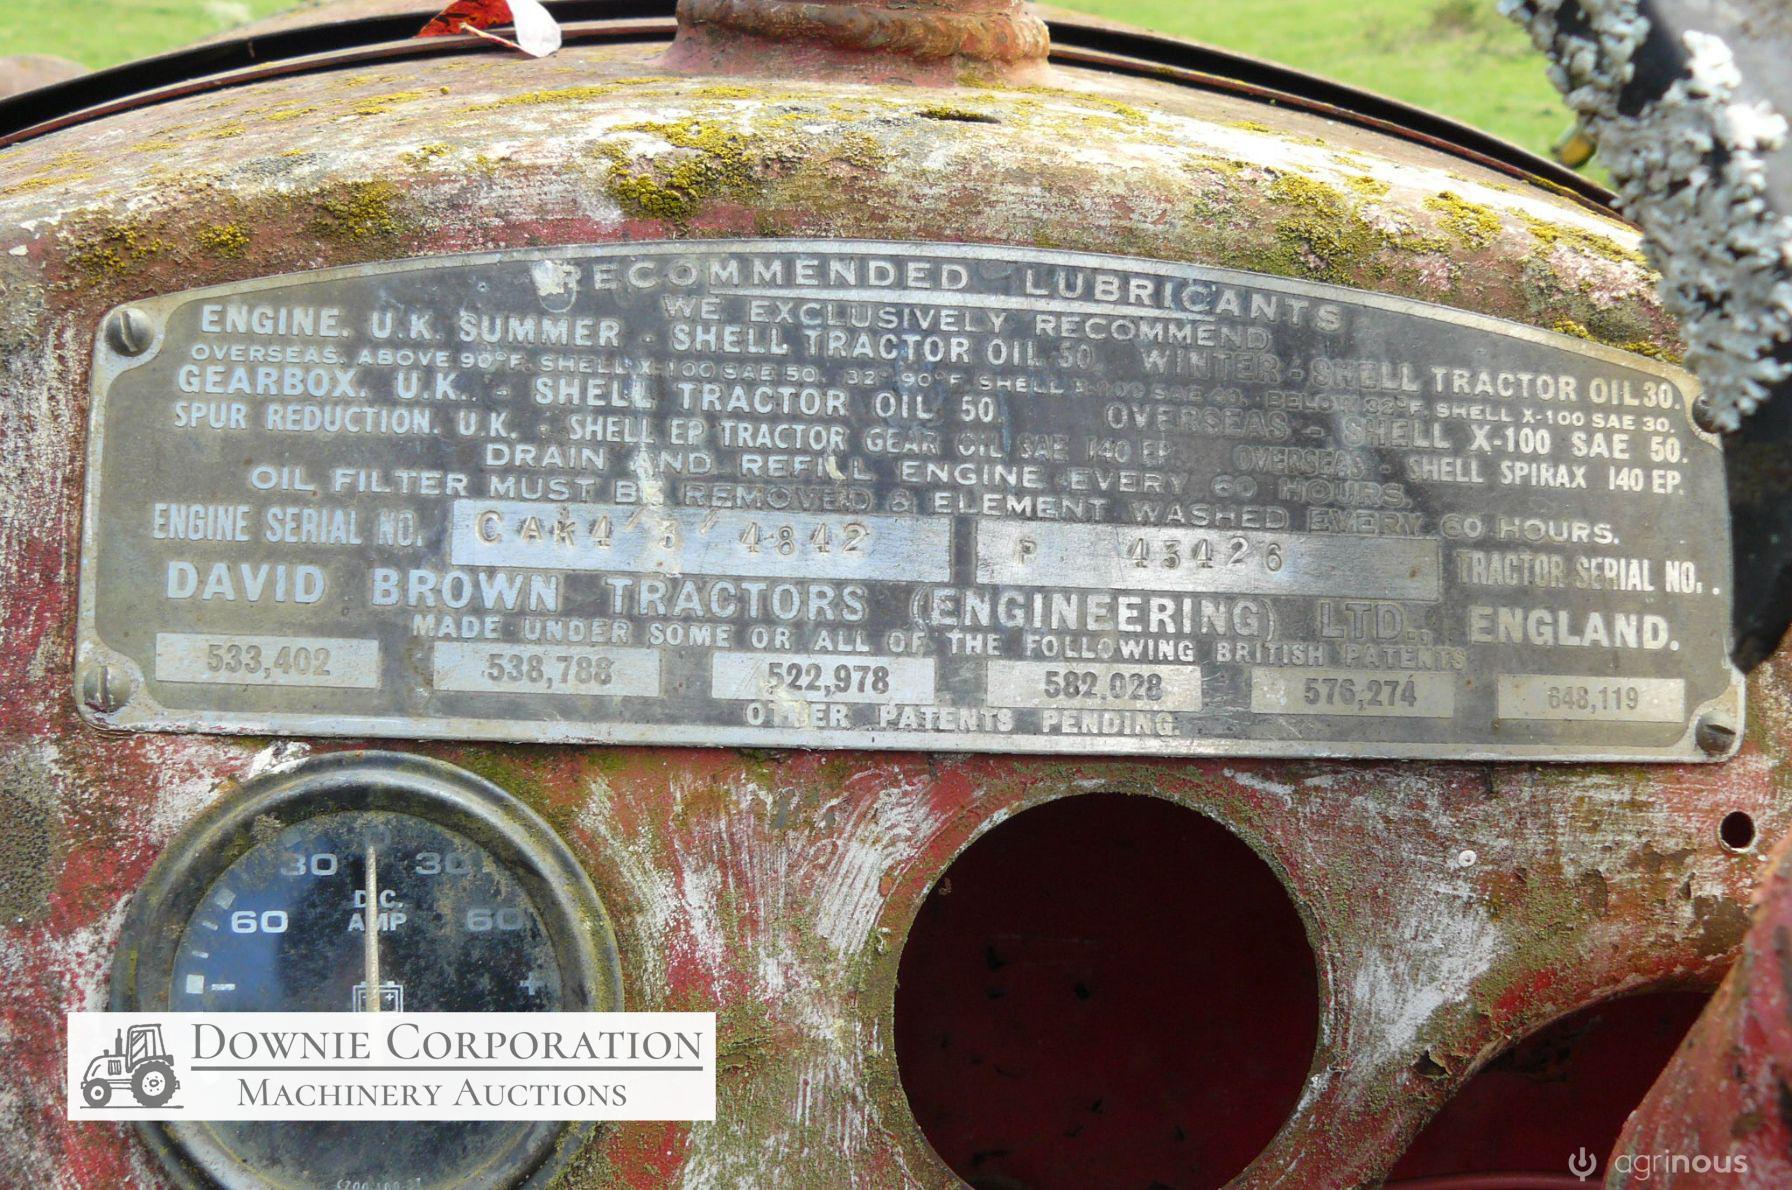 RECOMMENDED LUBRICANTS
WE EXCLUSIVELY RECOMMEND
ENGINE. U.K. SUMMER - SHELL TRACTOR OIL 50. WINTER - SHELL TRACTOR OIL 30.
OVERSEAS. ABOVE 90°F. SHELL X-100 SAE 50. 32°-90°F. SHELL X-100 SAE 40. BELOW 32°F. SHELL X-100 SAE 30.
GEARBOX. U.K. - SHELL TRACTOR OIL 50. OVERSEAS - SHELL X-100 SAE 50.
SPUR REDUCTION. U.K. - SHELL EP TRACTOR GEAR OIL SAE 140 EP. OVERSEAS - SHELL SPIRAX 140 EP.
DRAIN AND REFILL ENGINE EVERY 60 HOURS.
OIL FILTER MUST BE REMOVED & ELEMENT WASHED EVERY 60 HOURS.
ENGINE SERIAL NO. CAK4/3/4842 P 43426 TRACTOR SERIAL NO.
DAVID BROWN TRACTORS (ENGINEERING) LTD., ENGLAND.
MADE UNDER SOME OR ALL OF THE FOLLOWING BRITISH PATENTS
533,402 538,788 522,978 582,028 576,274 648,119
OTHER PATENTS PENDING.
30 0 30
60 D.C. 60
AMP
- +
DOWNIE CORPORATION
MACHINERY AUCTIONS
agrinous